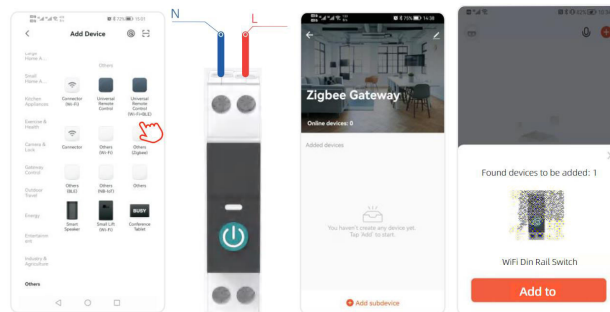 Add Device
Large
Home A...
Small
Home A...
Kitchen
Appliances
Exercise &
Health
Camera &
Lock
Gateway
Control
Outdoor
Travel
Energy
Entertainm
ent
Industry &
Agriculture
Others
Others
Connector
(Wi-Fi)
Universal
Remote
Control
Universal
Remote
Control
(Wi-Fi+BLE)
Connector
Others
(Wi-Fi)
Others
(Zigbee)
Others
(BLE)
Others
(NB-IoT)
Others
Smart
Speaker
Small Lift
(Wi-Fi)
BUSY
Conference
Tablet
N
L
Zigbee Gateway
Online devices: 0
Added devices
You haven't create any device yet.
Tap 'Add' to start.
Add subdevice
Found devices to be added: 1
WiFi Din Rail Switch
Add to